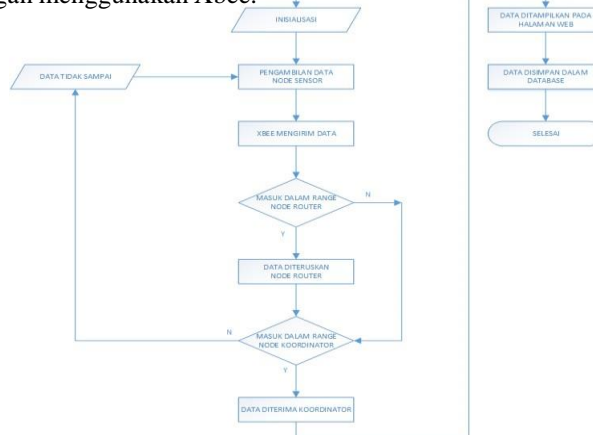 menggunakan Xbee.
INISIALISASI
DATA TIDAK SAMPAI
PENGAMBILAN DATA
NODE SENSOR
XBEE MENGIRIM DATA
MASUK DALAM RANGE
NODE ROUTER
N
Y
DATA DITERUSKAN
NODE ROUTER
MASUK DALAM RANGE
NODE KOORDINATOR
N
Y
DATA DITERIMA KOORDINATOR
DATA DITAMPILKAN PADA
HALAMAN WEB
DATA DISIMPAN DALAM
DATABASE
SELESAI